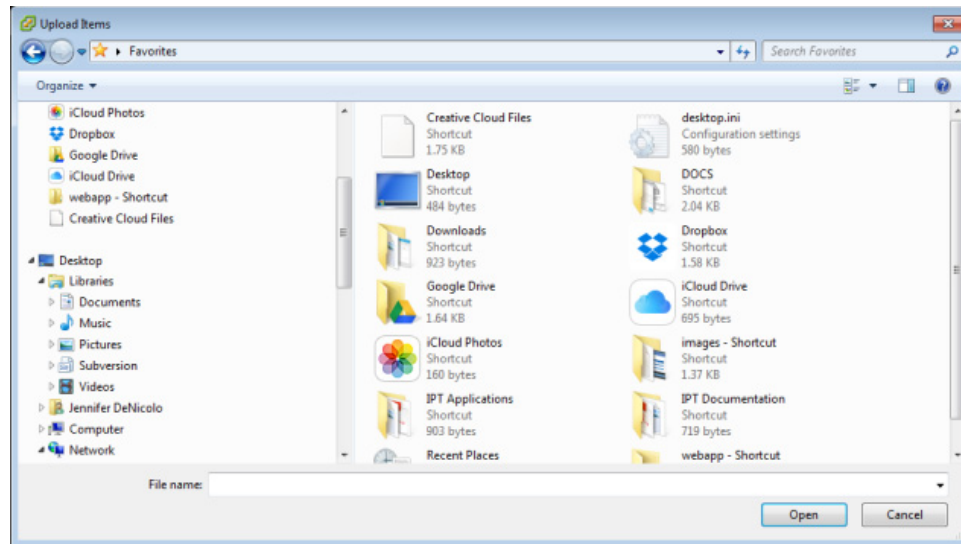 Upload Items
Favorites
Search Favorites
Organize
iCloud Photos
Dropbox
Google Drive
iCloud Drive
webapp - Shortcut
Creative Cloud Files
Desktop
Libraries
Documents
Music
Pictures
Subversion
Videos
Jennifer DeNicolo
Computer
Network
Creative Cloud Files
Shortcut
1.75 KB
desktop.ini
Configuration settings
580 bytes
Desktop
Shortcut
484 bytes
DOCS
Shortcut
2.04 KB
Downloads
Shortcut
923 bytes
Dropbox
Shortcut
1.58 KB
Google Drive
Shortcut
1.64 KB
iCloud Drive
Shortcut
695 bytes
iCloud Photos
Shortcut
160 bytes
images - Shortcut
Shortcut
1.37 KB
IPT Applications
Shortcut
903 bytes
IPT Documentation
Shortcut
719 bytes
Recent Places
webapp - Shortcut
File name:
Open
Cancel